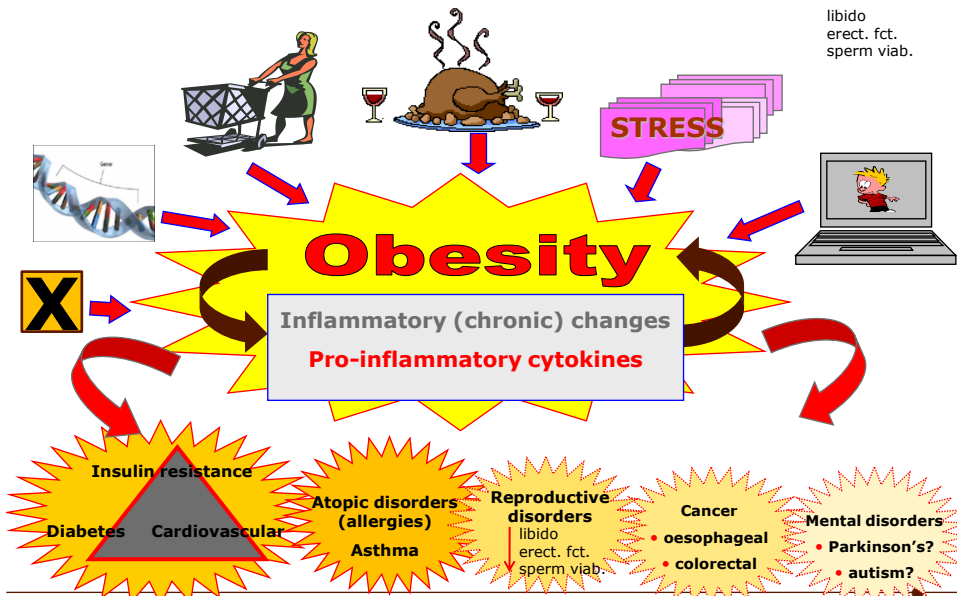 libido
erect. fct.
sperm viab.
STRESS
Gene
X
Obesity
Inflammatory (chronic) changes
Pro-inflammatory cytokines
Insulin resistance
Diabetes
Cardiovascular
Atopic disorders
(allergies)
Asthma
Reproductive
disorders
libido
erect. fct.
sperm viab.
Cancer
• oesophageal
• colorectal
Mental disorders
• Parkinson's?
• autism?